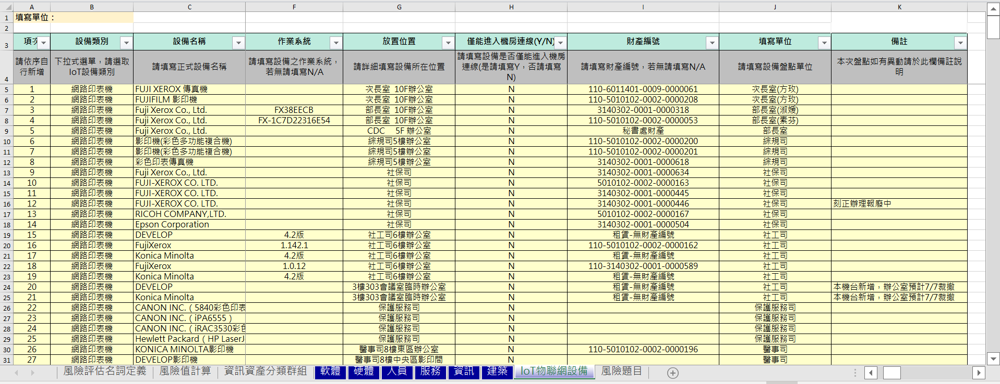 A B C F G H I J K
1 填寫單位：
2
3 項次 設備類別 設備名稱 作業系統 放置位置 僅能進入機房連線(Y/N) 財產編號 填寫單位 備註
4 請依序自行新增 下拉式選單，請選取IoT設備類別 請填寫正式設備名稱 請填寫設備之作業系統，若無請填寫N/A 請詳細填寫設備所在位置 請填寫設備是否僅能進入機房連線(是請填寫Y，否請填寫N) 請填寫財產編號，若無請填寫N/A 請填寫設備盤點單位 本次盤點如有異動請於此欄備註說明
5 1 網路印表機 FUJI XEROX 傳真機 次長室 10F辦公室 N 110-6011401-0009-0000061 次長室(方玫)
6 2 網路印表機 FUJIFILM 影印機 次長室 10F辦公室 N 110-5010102-0002-0000208 次長室(方玫)
7 3 網路印表機 Fuji Xerox Co., Ltd. FX38EECB 部長室 10F辦公室 N 3140302-0001-0000318 部長室(淑媛)
8 4 網路印表機 Fuji Xerox Co., Ltd. FX-1C7D22316E54 部長室 10F辦公室 N 110-5010102-0002-0000053 部長室(素芬)
9 5 網路印表機 Fuji Xerox Co., Ltd. CDC 5F 辦公室 N 秘書處財產 部長室
10 6 網路印表機 影印機(彩色多功能複合機) 綜規司5樓辦公室 N 110-5010102-0002-0000200 綜規司
11 7 網路印表機 影印機(彩色多功能複合機) 綜規司5樓辦公室 N 110-5010102-0002-0000201 綜規司
12 8 網路印表機 彩色印表傳真機 綜規司5樓辦公室 N 3140302-0001-0000618 綜規司
13 9 網路印表機 Fuji Xerox Co., Ltd. 社保司 N 3140302-0001-0000634 社保司
14 10 網路印表機 FUJI-XEROX CO. LTD. 社保司 N 5010102-0002-0000163 社保司
15 11 網路印表機 FUJI-XEROX CO. LTD. 社保司 N 3140302-0001-0000445 社保司
16 12 網路印表機 FUJI-XEROX CO. LTD. 社保司 N 3140302-0001-0000446 社保司 刻正辦理報廢中
17 13 網路印表機 RICOH COMPANY,LTD. 社保司 N 5010102-0002-0000167 社保司
18 14 網路印表機 Epson Corporation 社保司 N 3140302-0001-0000504 社保司
19 15 網路印表機 DEVELOP 4.2版 社工司6樓辦公室 N 租賃-無財產編號 社工司
20 16 網路印表機 FujiXerox 1.142.1 社工司6樓辦公室 N 110-5010102-0002-0000162 社工司
21 17 網路印表機 Konica Minolta 4.2版 社工司6樓辦公室 N 租賃-無財產編號 社工司
22 18 網路印表機 FujiXerox 1.0.12 社工司6樓辦公室 N 110-3140302-0001-0000589 社工司
23 19 網路印表機 Konica Minolta 4.2版 社工司6樓辦公室 N 租賃-無財產編號 社工司
24 20 網路印表機 DEVELOP 3樓303會議室臨時辦公室 N 租賃-無財產編號 社工司 本機台新增，辦公室預計7/7裁撤
25 21 網路印表機 Konica Minolta 3樓303會議室臨時辦公室 N 租賃-無財產編號 社工司 本機台新增，辦公室預計7/7裁撤
26 22 網路印表機 CANON INC.（5840彩色印表 保護服務司 N 保護服務司
27 23 網路印表機 CANON INC.（iPA6555） 保護服務司 N 保護服務司
28 24 網路印表機 CANON INC.（iRAC3530彩色 保護服務司 N 保護服務司
29 25 網路印表機 Hewlett Packard（HP LaserJ 保護服務司 N 保護服務司
30 26 網路印表機 KONICA MINOLTA影印機 醫事司8樓東區辦公室 N 110-5010102-0002-0000196 醫事司
31 27 網路印表機 DEVELOP影印機 醫事司8樓中央區影印間 N 醫事司
風險評估名詞定義 風險值計算 資訊資產分類群組 軟體 硬體 人員 服務 資訊 建築 IoT物聯網設備 風險題目